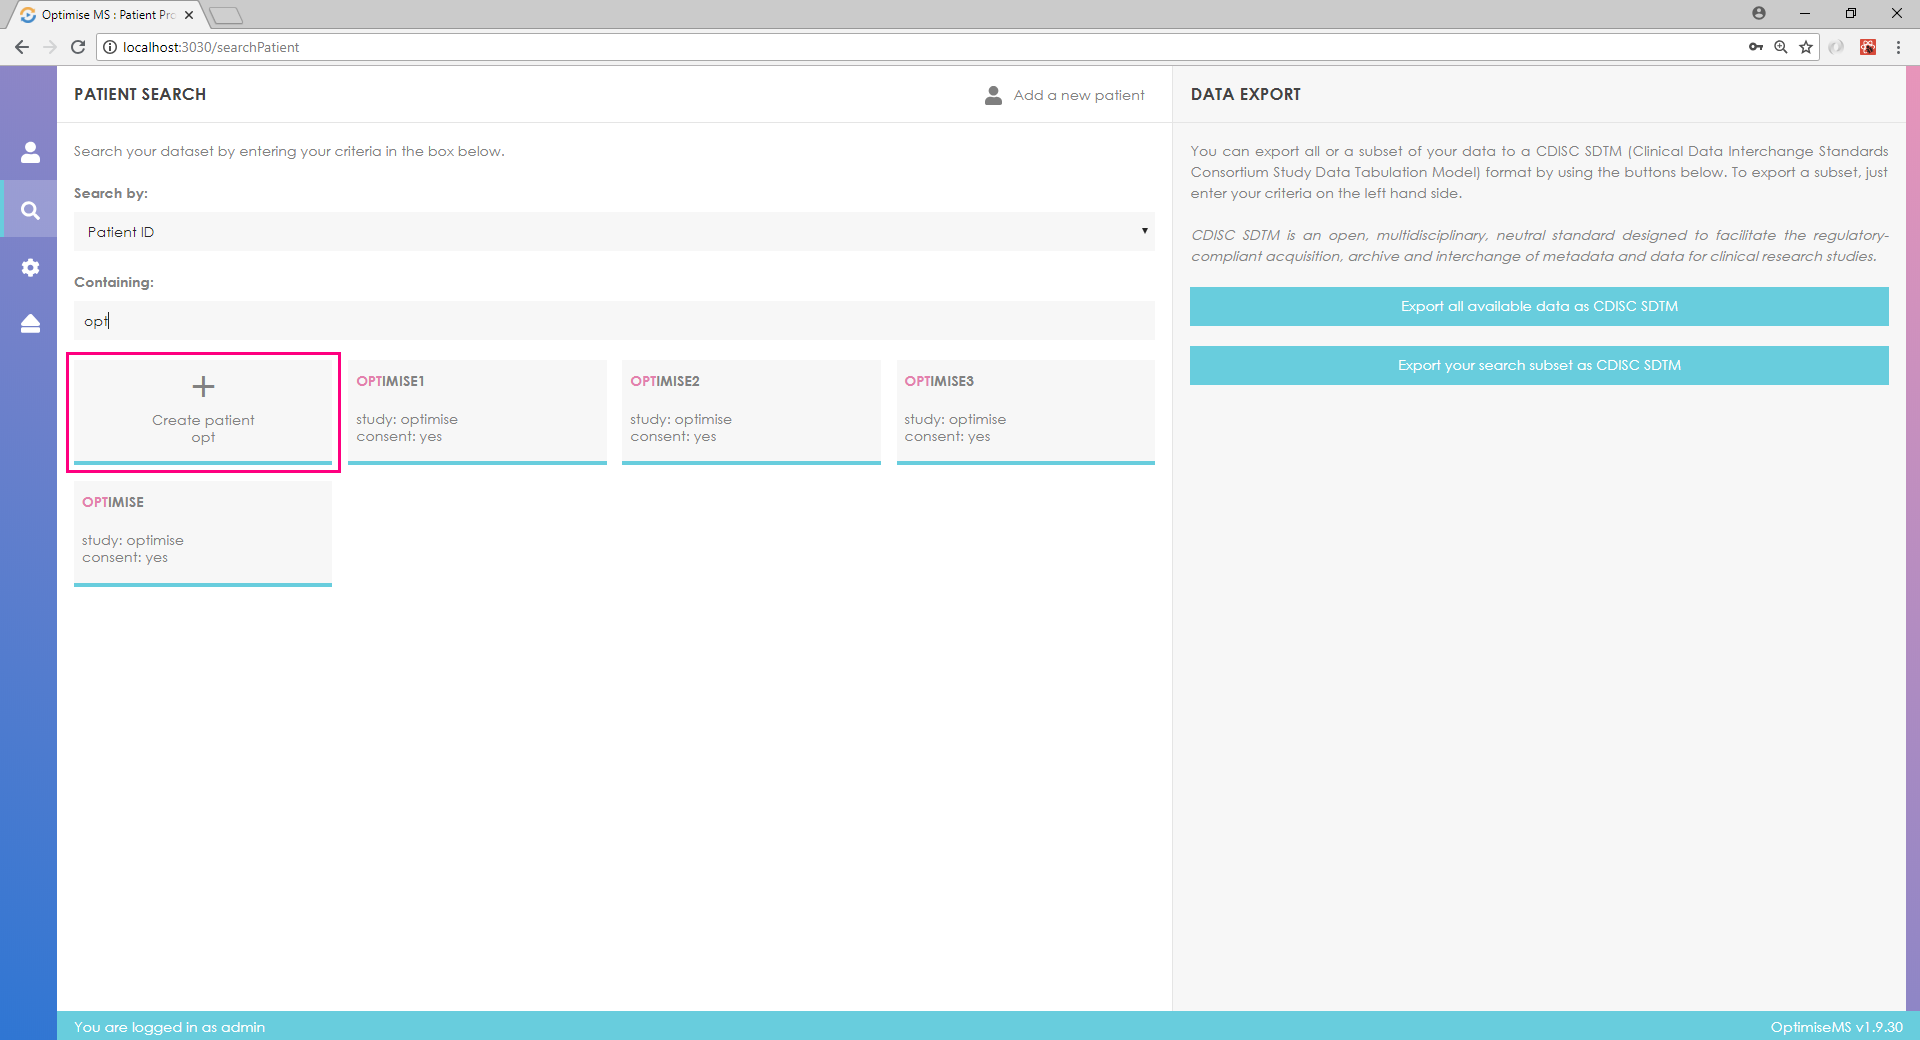 Optimise MS : Patient Pro
localhost:3030/searchPatient
PATIENT SEARCH
Add a new patient
Search your dataset by entering your criteria in the box below.
Search by:
Patient ID
Containing:
opt
Create patient
opt
OPTIMISE1
study: optimise
consent: yes
OPTIMISE2
study: optimise
consent: yes
OPTIMISE3
study: optimise
consent: yes
OPTIMISE
study: optimise
consent: yes
DATA EXPORT
You can export all or a subset of your data to a CDISC SDTM (Clinical Data Interchange Standards
Consortium Study Data Tabulation Model) format by using the buttons below. To export a subset, just
enter your criteria on the left hand side.
CDISC SDTM is an open, multidisciplinary, neutral standard designed to facilitate the regulatory-
compliant acquisition, archive and interchange of metadata and data for clinical research studies.
Export all available data as CDISC SDTM
Export your search subset as CDISC SDTM
You are logged in as admin
OptimiseMS v1.9.30